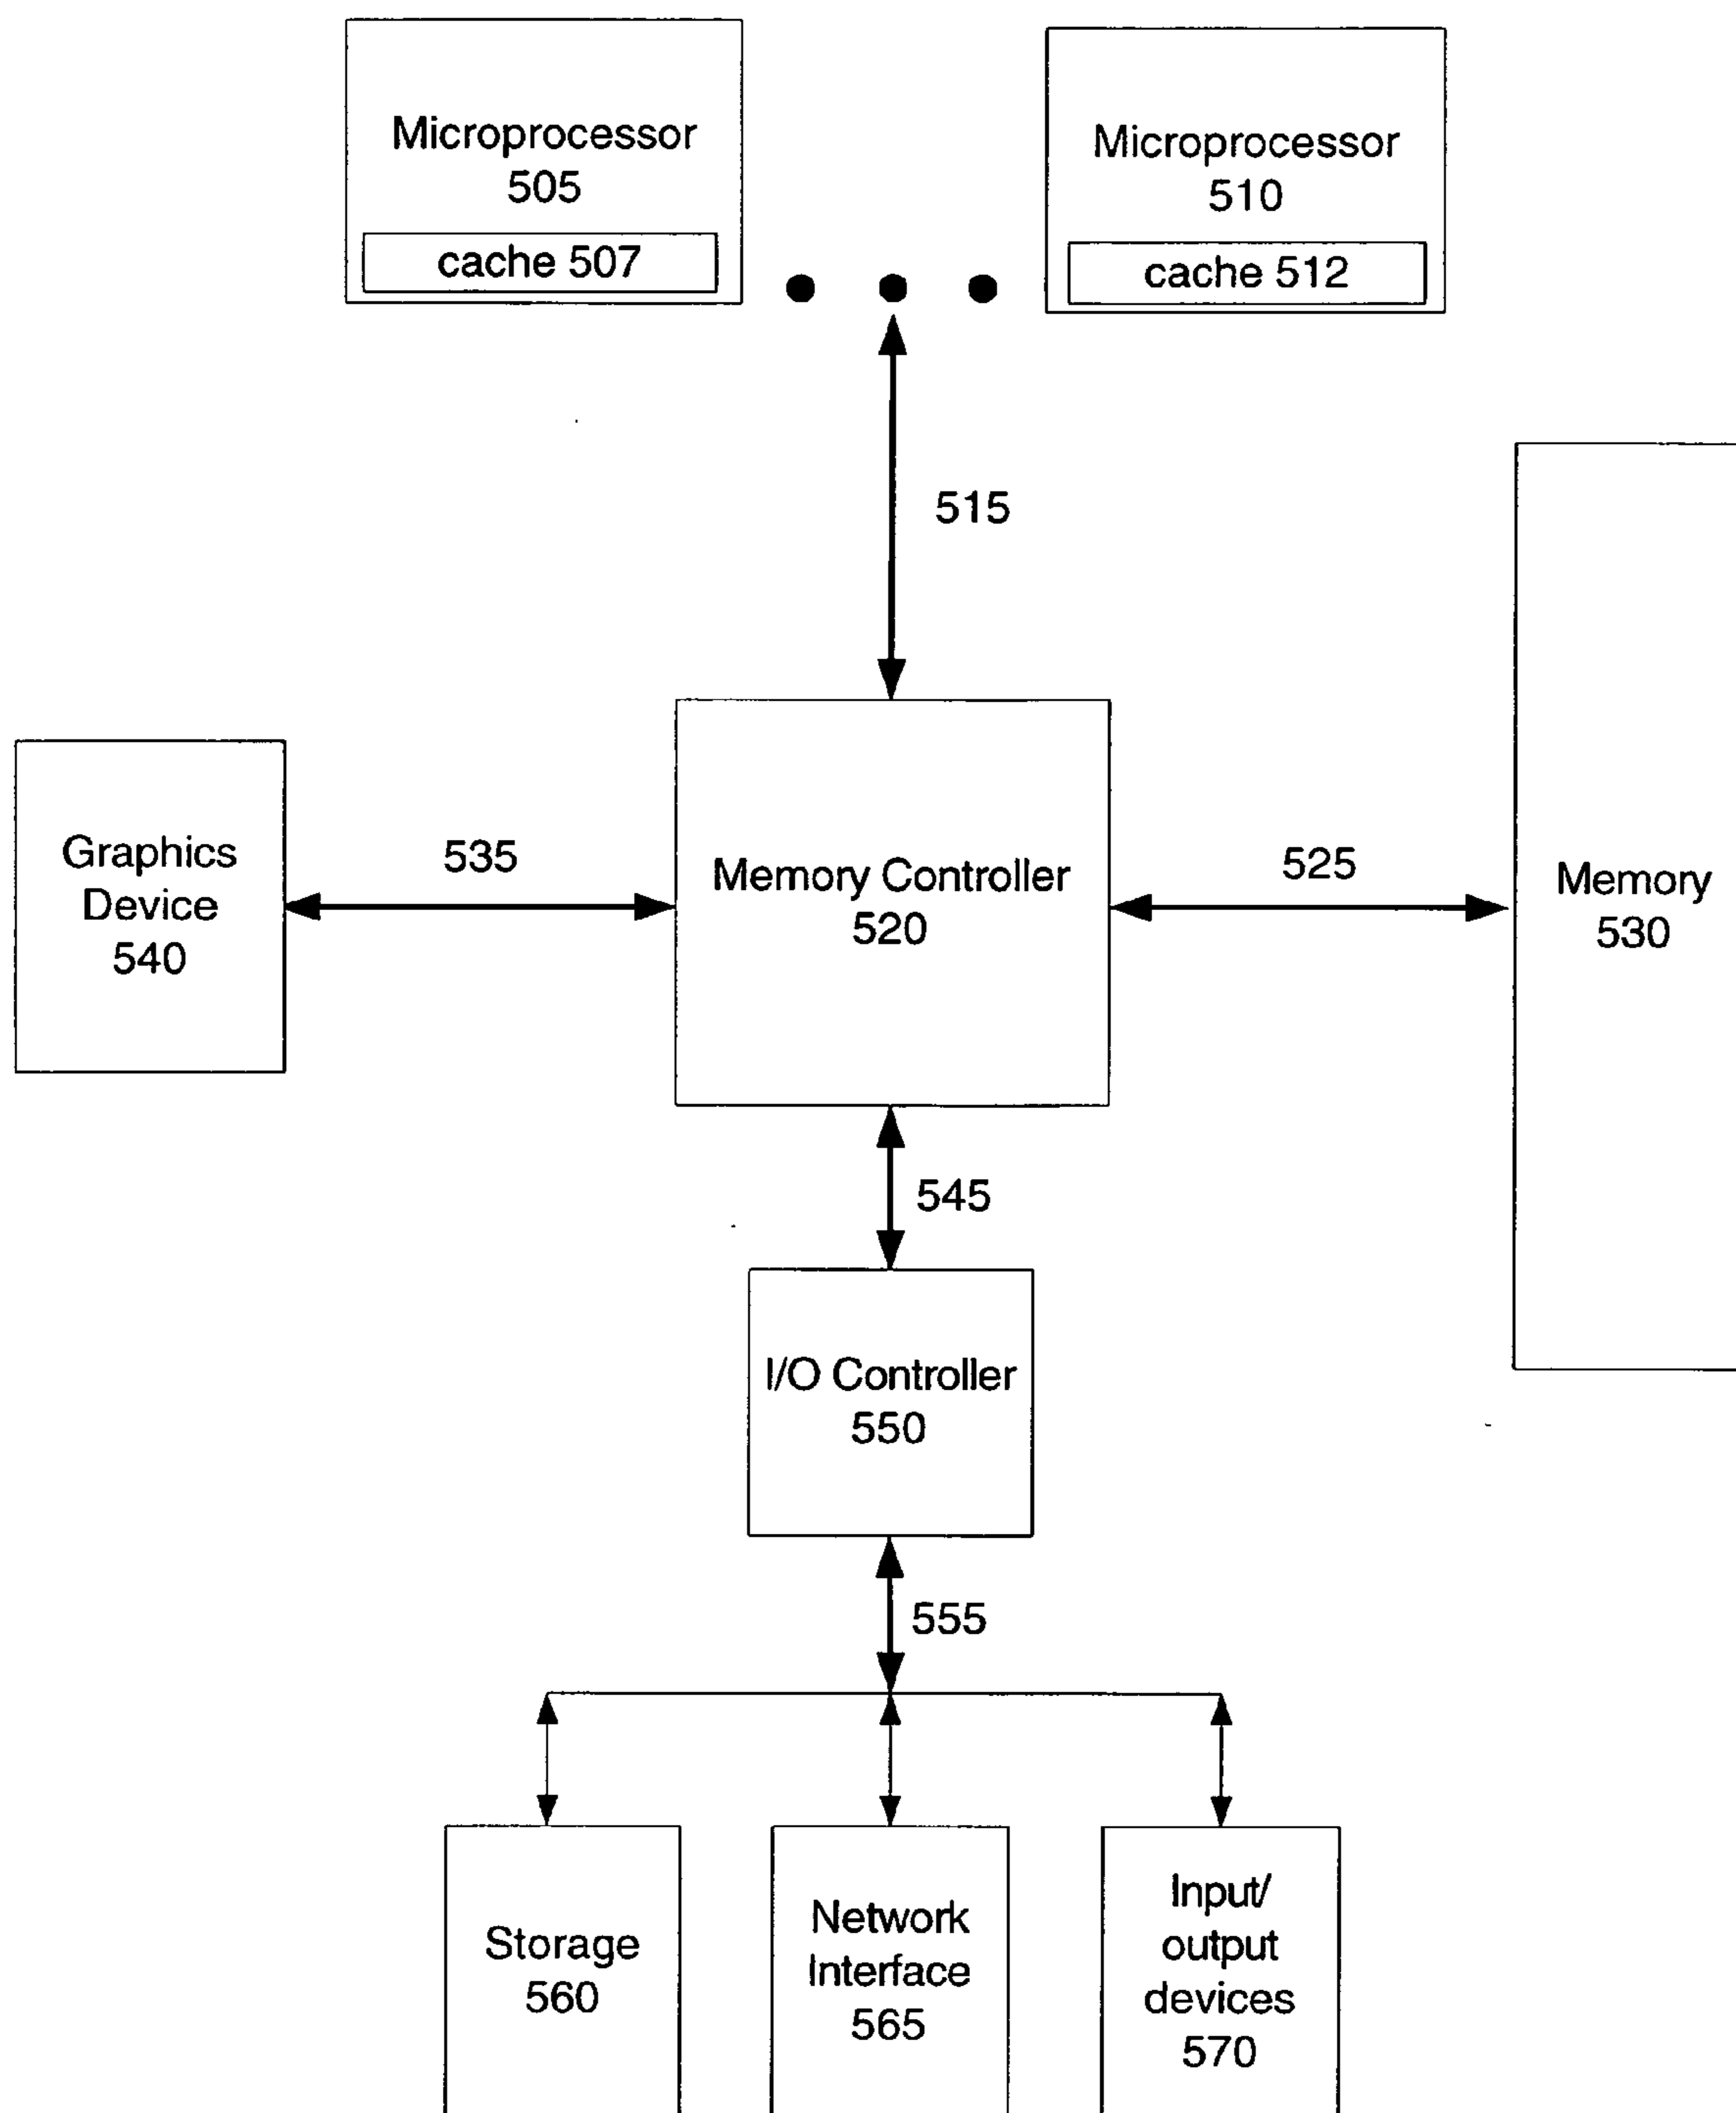 Microprocessor
505
cache 507
Microprocessor
510
cache 512
515
Graphics
Device
540
535
Memory Controller
520
525
Memory
530
545
I/O Controller
550
555
Storage
560
Network
Interface
565
Input/
output
devices
570